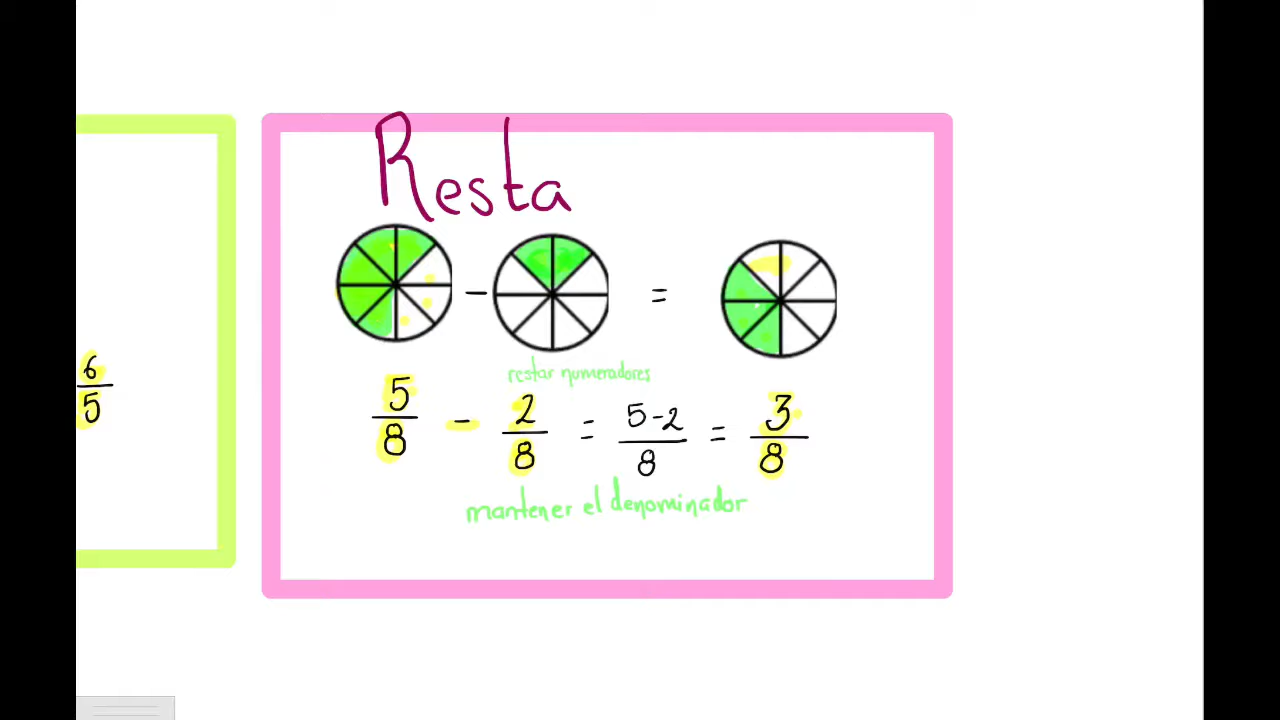 Resta
- =
restar numeradores
5/8 - 2/8 = 5-2/8 = 3/8
mantener el denominador
6/5